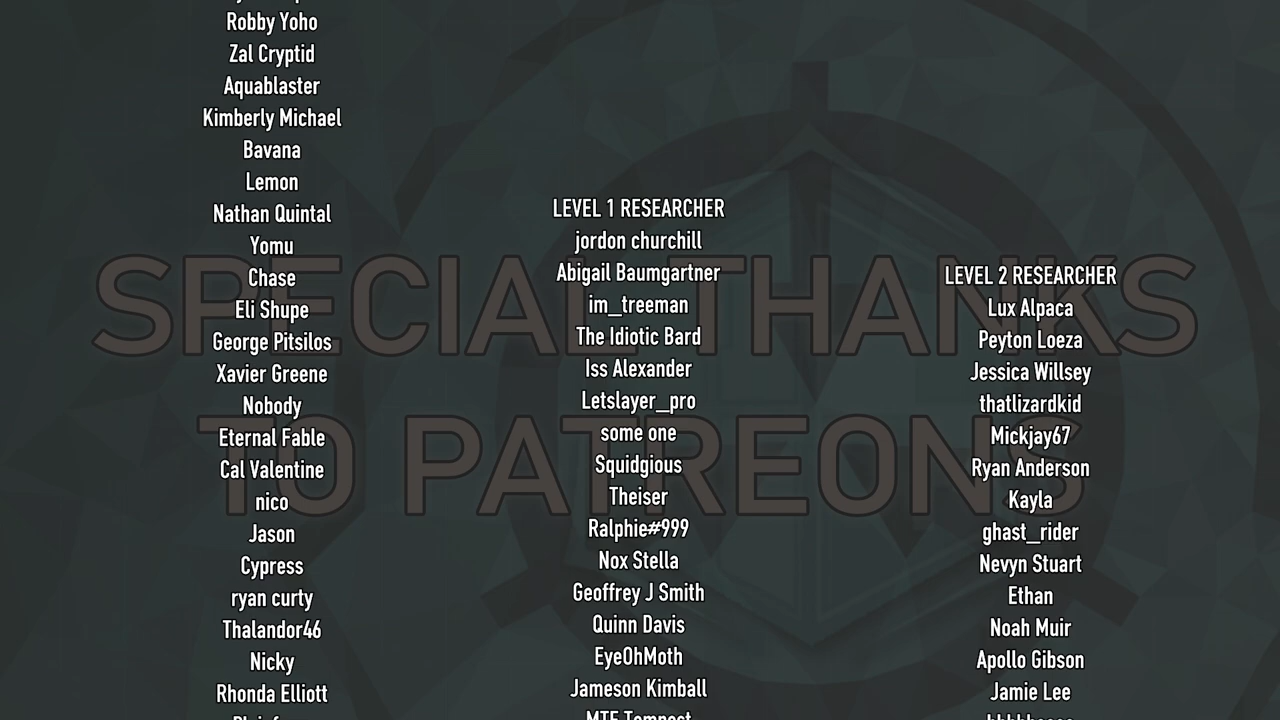 Robby Yoho
Zal Cryptid
Aquablaster
Kimberly Michael
Bavana
Lemon
Nathan Quintal
Yomu
Chase
Eli Shupe
George Pitsilos
Xavier Greene
Nobody
Eternal Fable
Cal Valentine
nico
Jason
Cypress
ryan curty
Thalandor46
Nicky
Rhonda Elliott
LEVEL 1 RESEARCHER
jordon churchill
Abigail Baumgartner
im_treeman
The Idiotic Bard
Iss Alexander
Letslayer_pro
some one
Squidgious
Theiser
Ralphie#999
Nox Stella
Geoffrey J Smith
Quinn Davis
EyeOhMoth
Jameson Kimball
MTF Tempest
LEVEL 2 RESEARCHER
Lux Alpaca
Peyton Loeza
Jessica Willsey
thatlizardkid
Mickjay67
Ryan Anderson
Kayla
ghast_rider
Nevyn Stuart
Ethan
Noah Muir
Apollo Gibson
Jamie Lee
SPECIAL THANKS
TO PATREONS